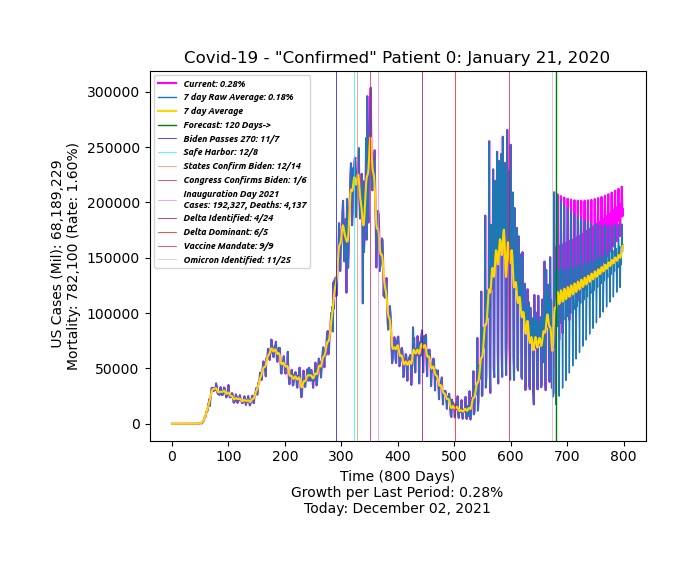 Covid-19 - "Confirmed" Patient 0: January 21, 2020
300000
250000
200000
150000
100000
50000
0
US Cases (Mil): 68,189,229
Mortality: 782,100 (Rate: 1.60%)
Current: 0.28%
7 day Raw Average: 0.18%
7 day Average
Forecast: 120 Days->
Biden Passes 270: 11/7
Safe Harbor: 12/8
States Confirm Biden: 12/14
Congress Confirms Biden: 1/6
Inauguration Day 2021
Cases: 192,327, Deaths: 4,137
Delta Identified: 4/24
Delta Dominant: 6/5
Vaccine Mandate: 9/9
Omicron Identified: 11/25
0 100 200 300 400 500 600 700 800
Time (800 Days)
Growth per Last Period: 0.28%
Today: December 02, 2021